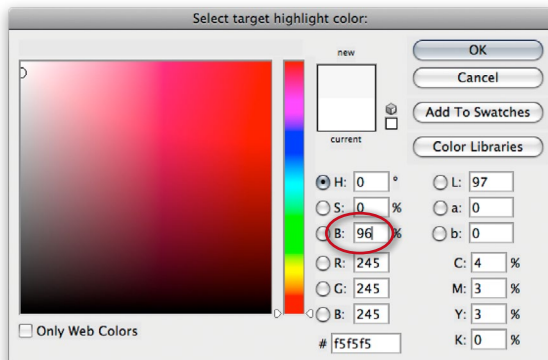 Select target highlight color:
new
current
OK
Cancel
Add To Swatches
Color Libraries
H: 0 °
S: 0 %
B: 96 %
R: 245
G: 245
B: 245
# f5f5f5
L: 97
a: 0
b: 0
C: 4 %
M: 3 %
Y: 3 %
K: 0 %
Only Web Colors